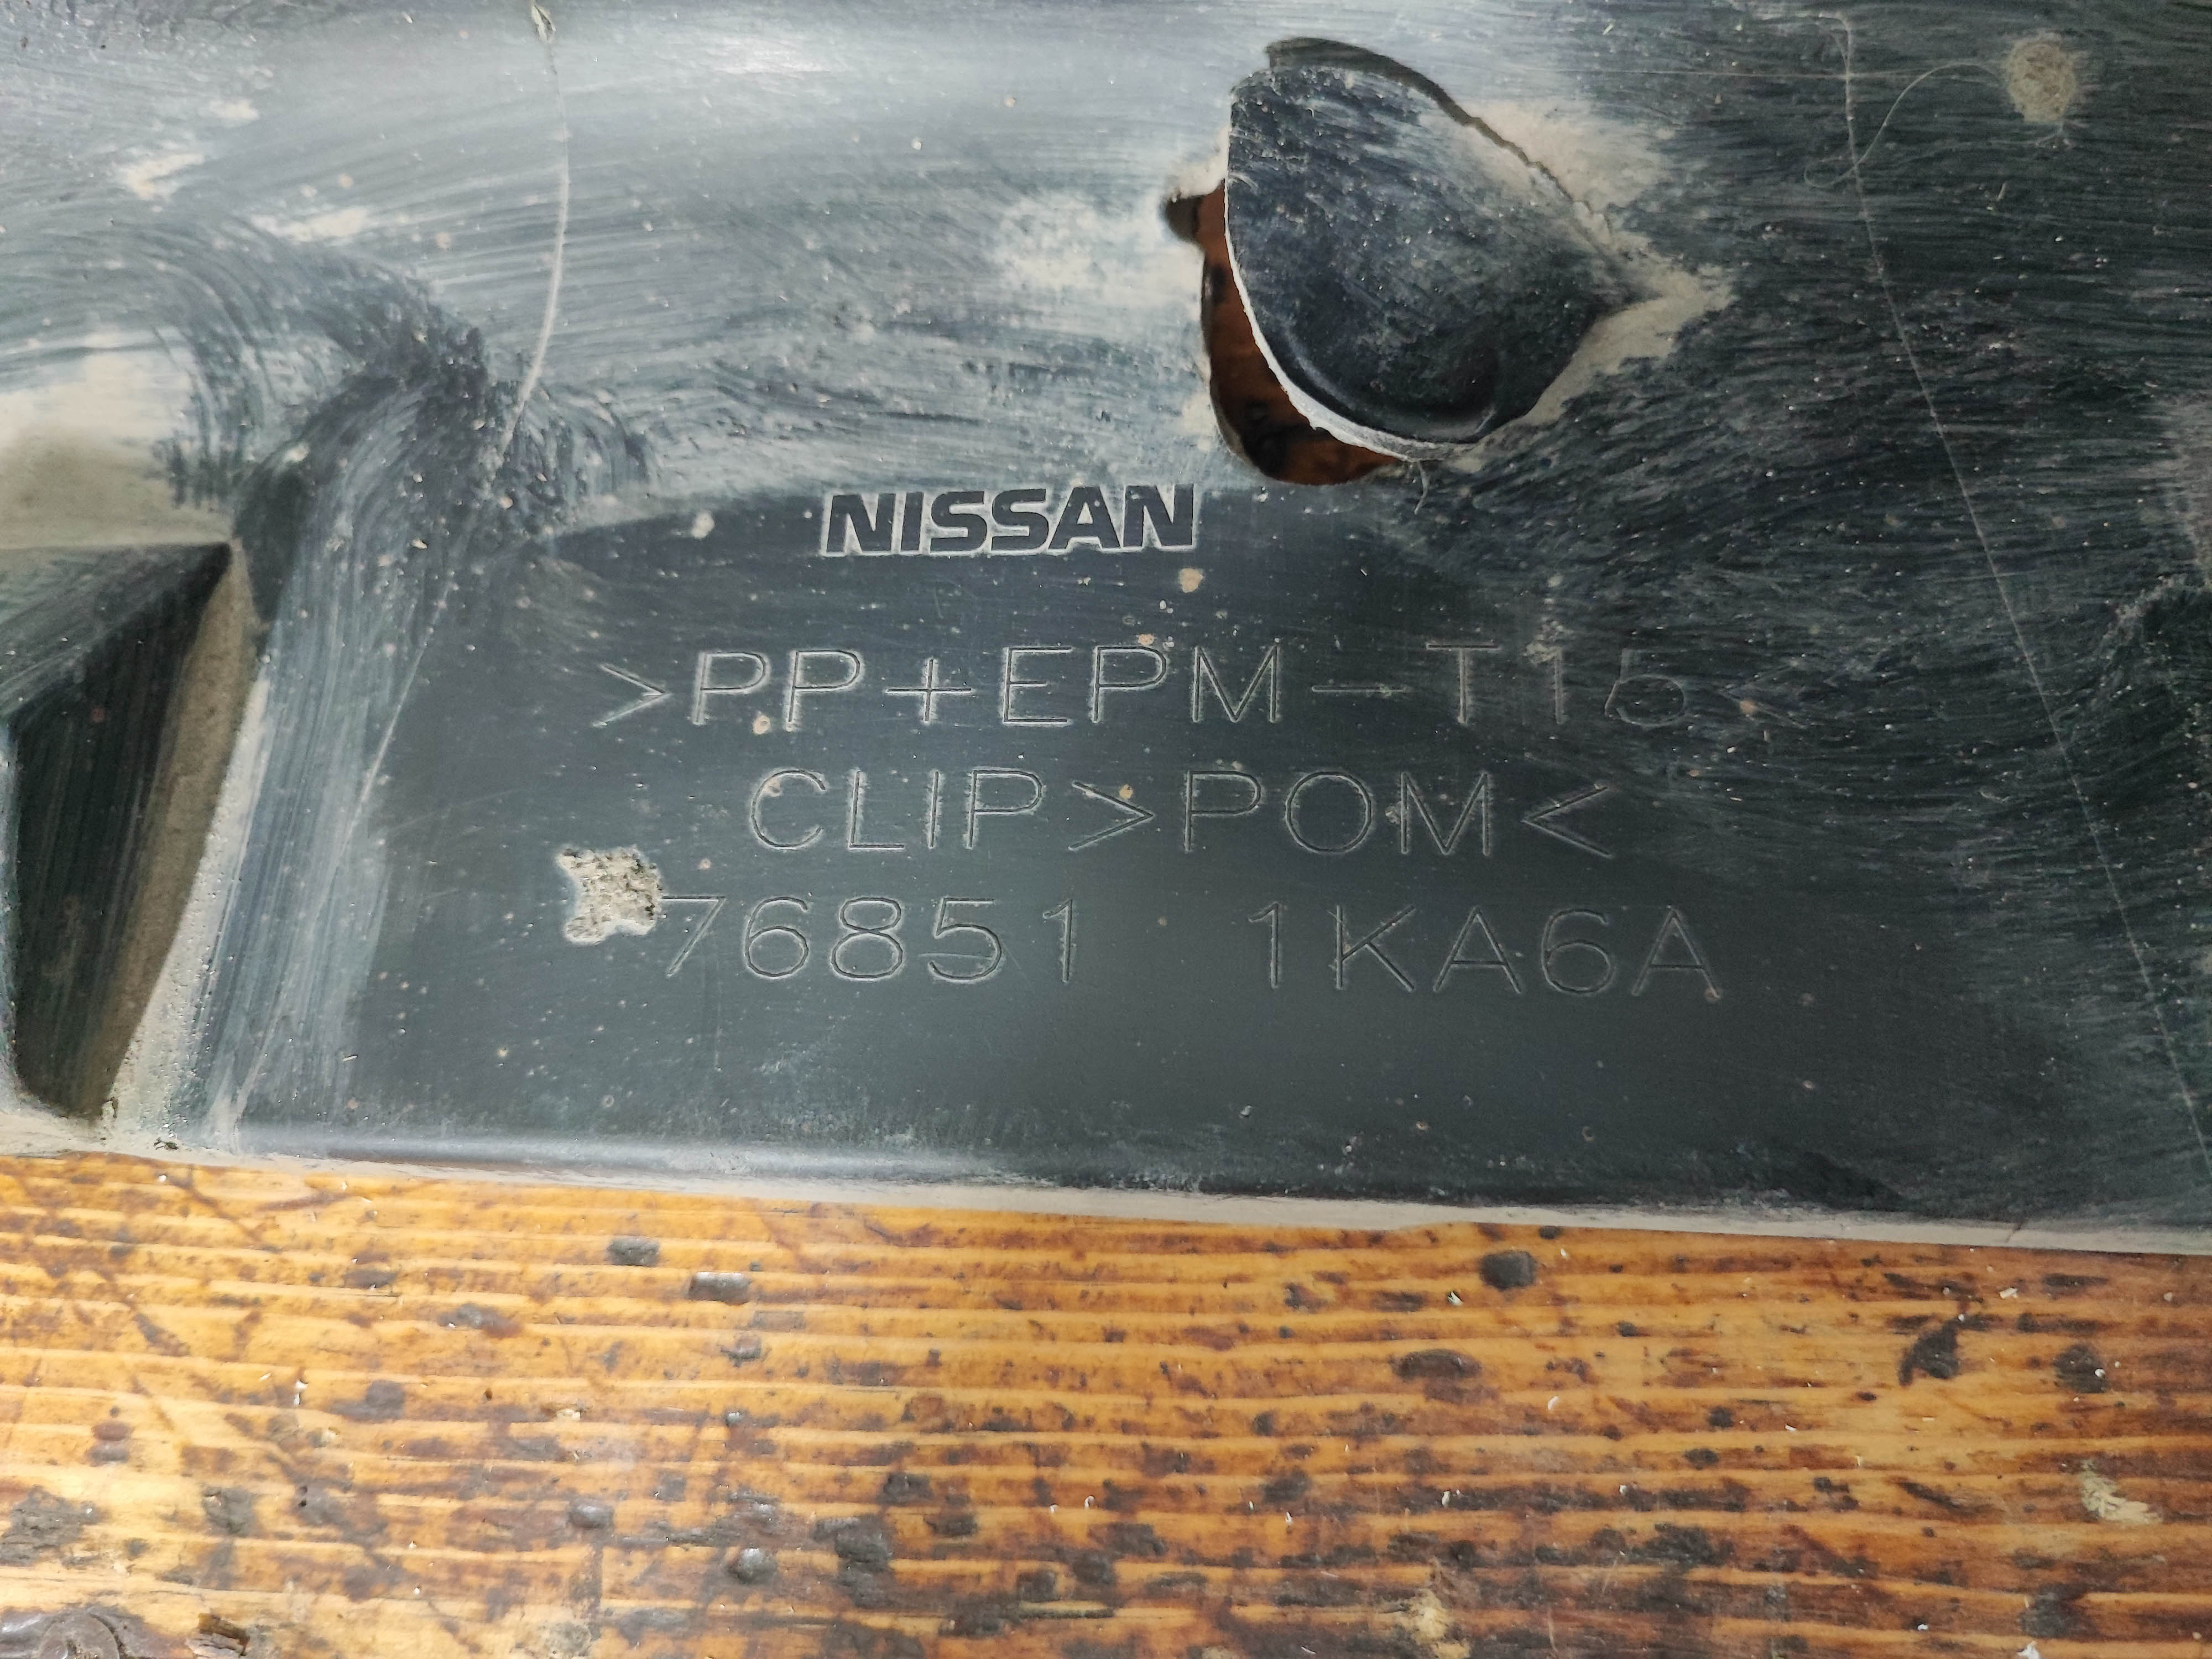 NISSAN
>PP+EPM-T15
CLIP>POM<
76851 1KA6A